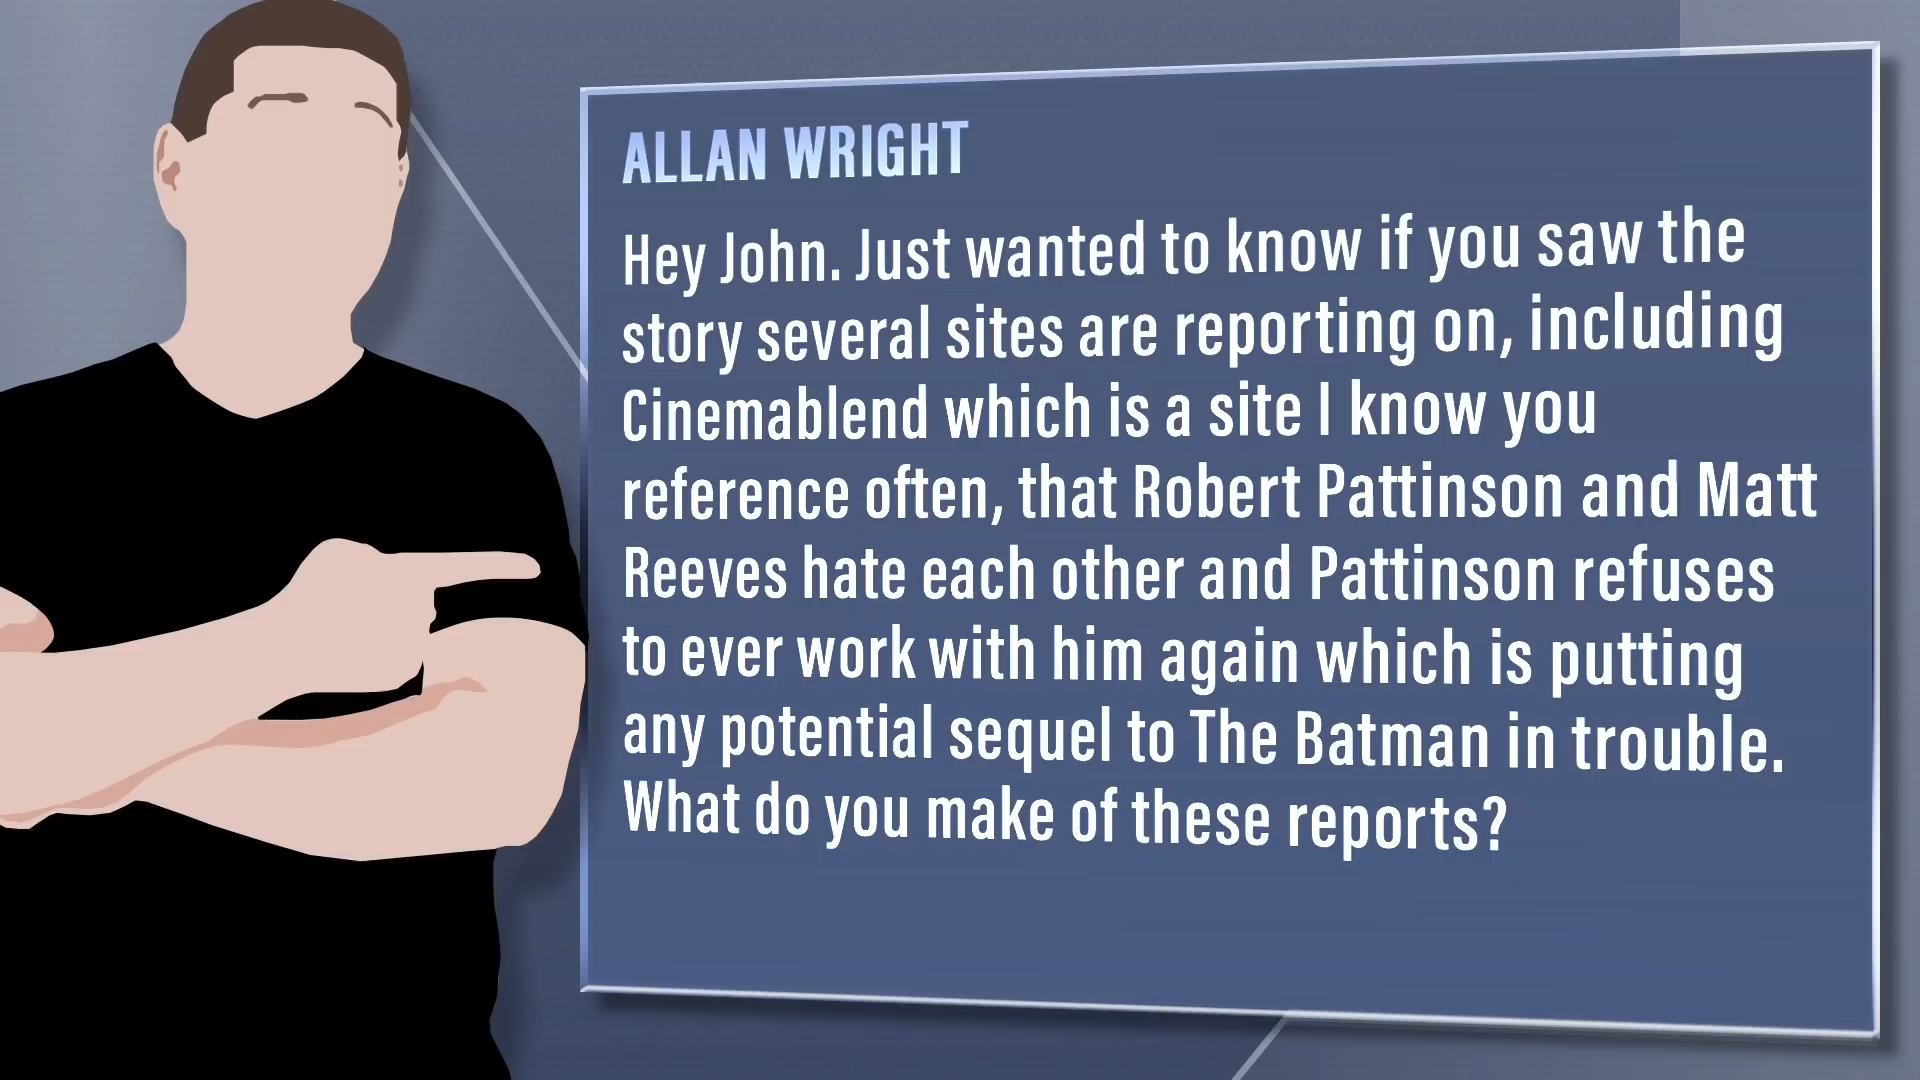 ALLAN WRIGHT
Hey John. Just wanted to know if you saw the
story several sites are reporting on, including
Cinemablend which is a site I know you
reference often, that Robert Pattinson and Matt
Reeves hate each other and Pattinson refuses
to ever work with him again which is putting
any potential sequel to The Batman in trouble.
What do you make of these reports?